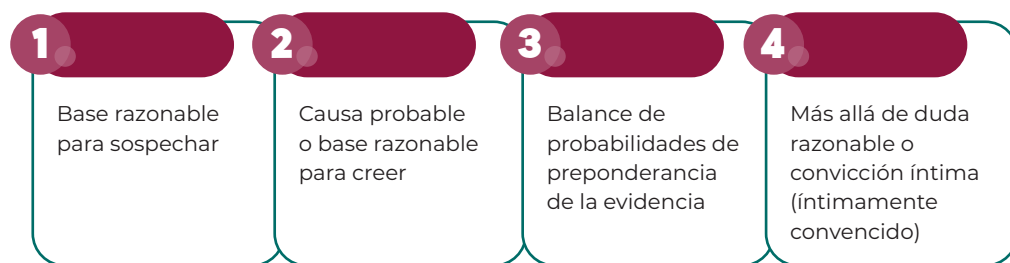 1
Base razonable
para sospechar
2
Causa probable
o base razonable
para creer
3
Balance de
probabilidades de
preponderancia
de la evidencia
4
Más allá de duda
razonable o
convicción íntima
(íntimamente
convencido)